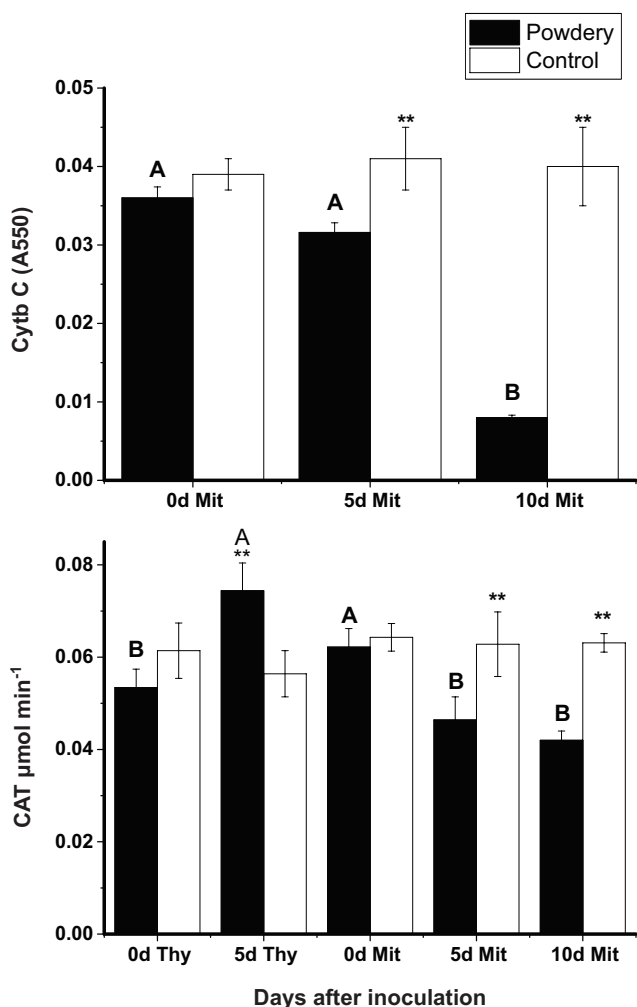 Powdery
Control
0.05
**
**
0.04
A
A
0.03
Cytb C (A550)
0.02
0.01
B
0.00
0d Mit 5d Mit 10d Mit
A
0.08
**
A
**
**
B
0.06
B
B
0.04
CAT µmol min-1
0.02
0.00
0d Thy 5d Thy 0d Mit 5d Mit 10d Mit
Days after inoculation